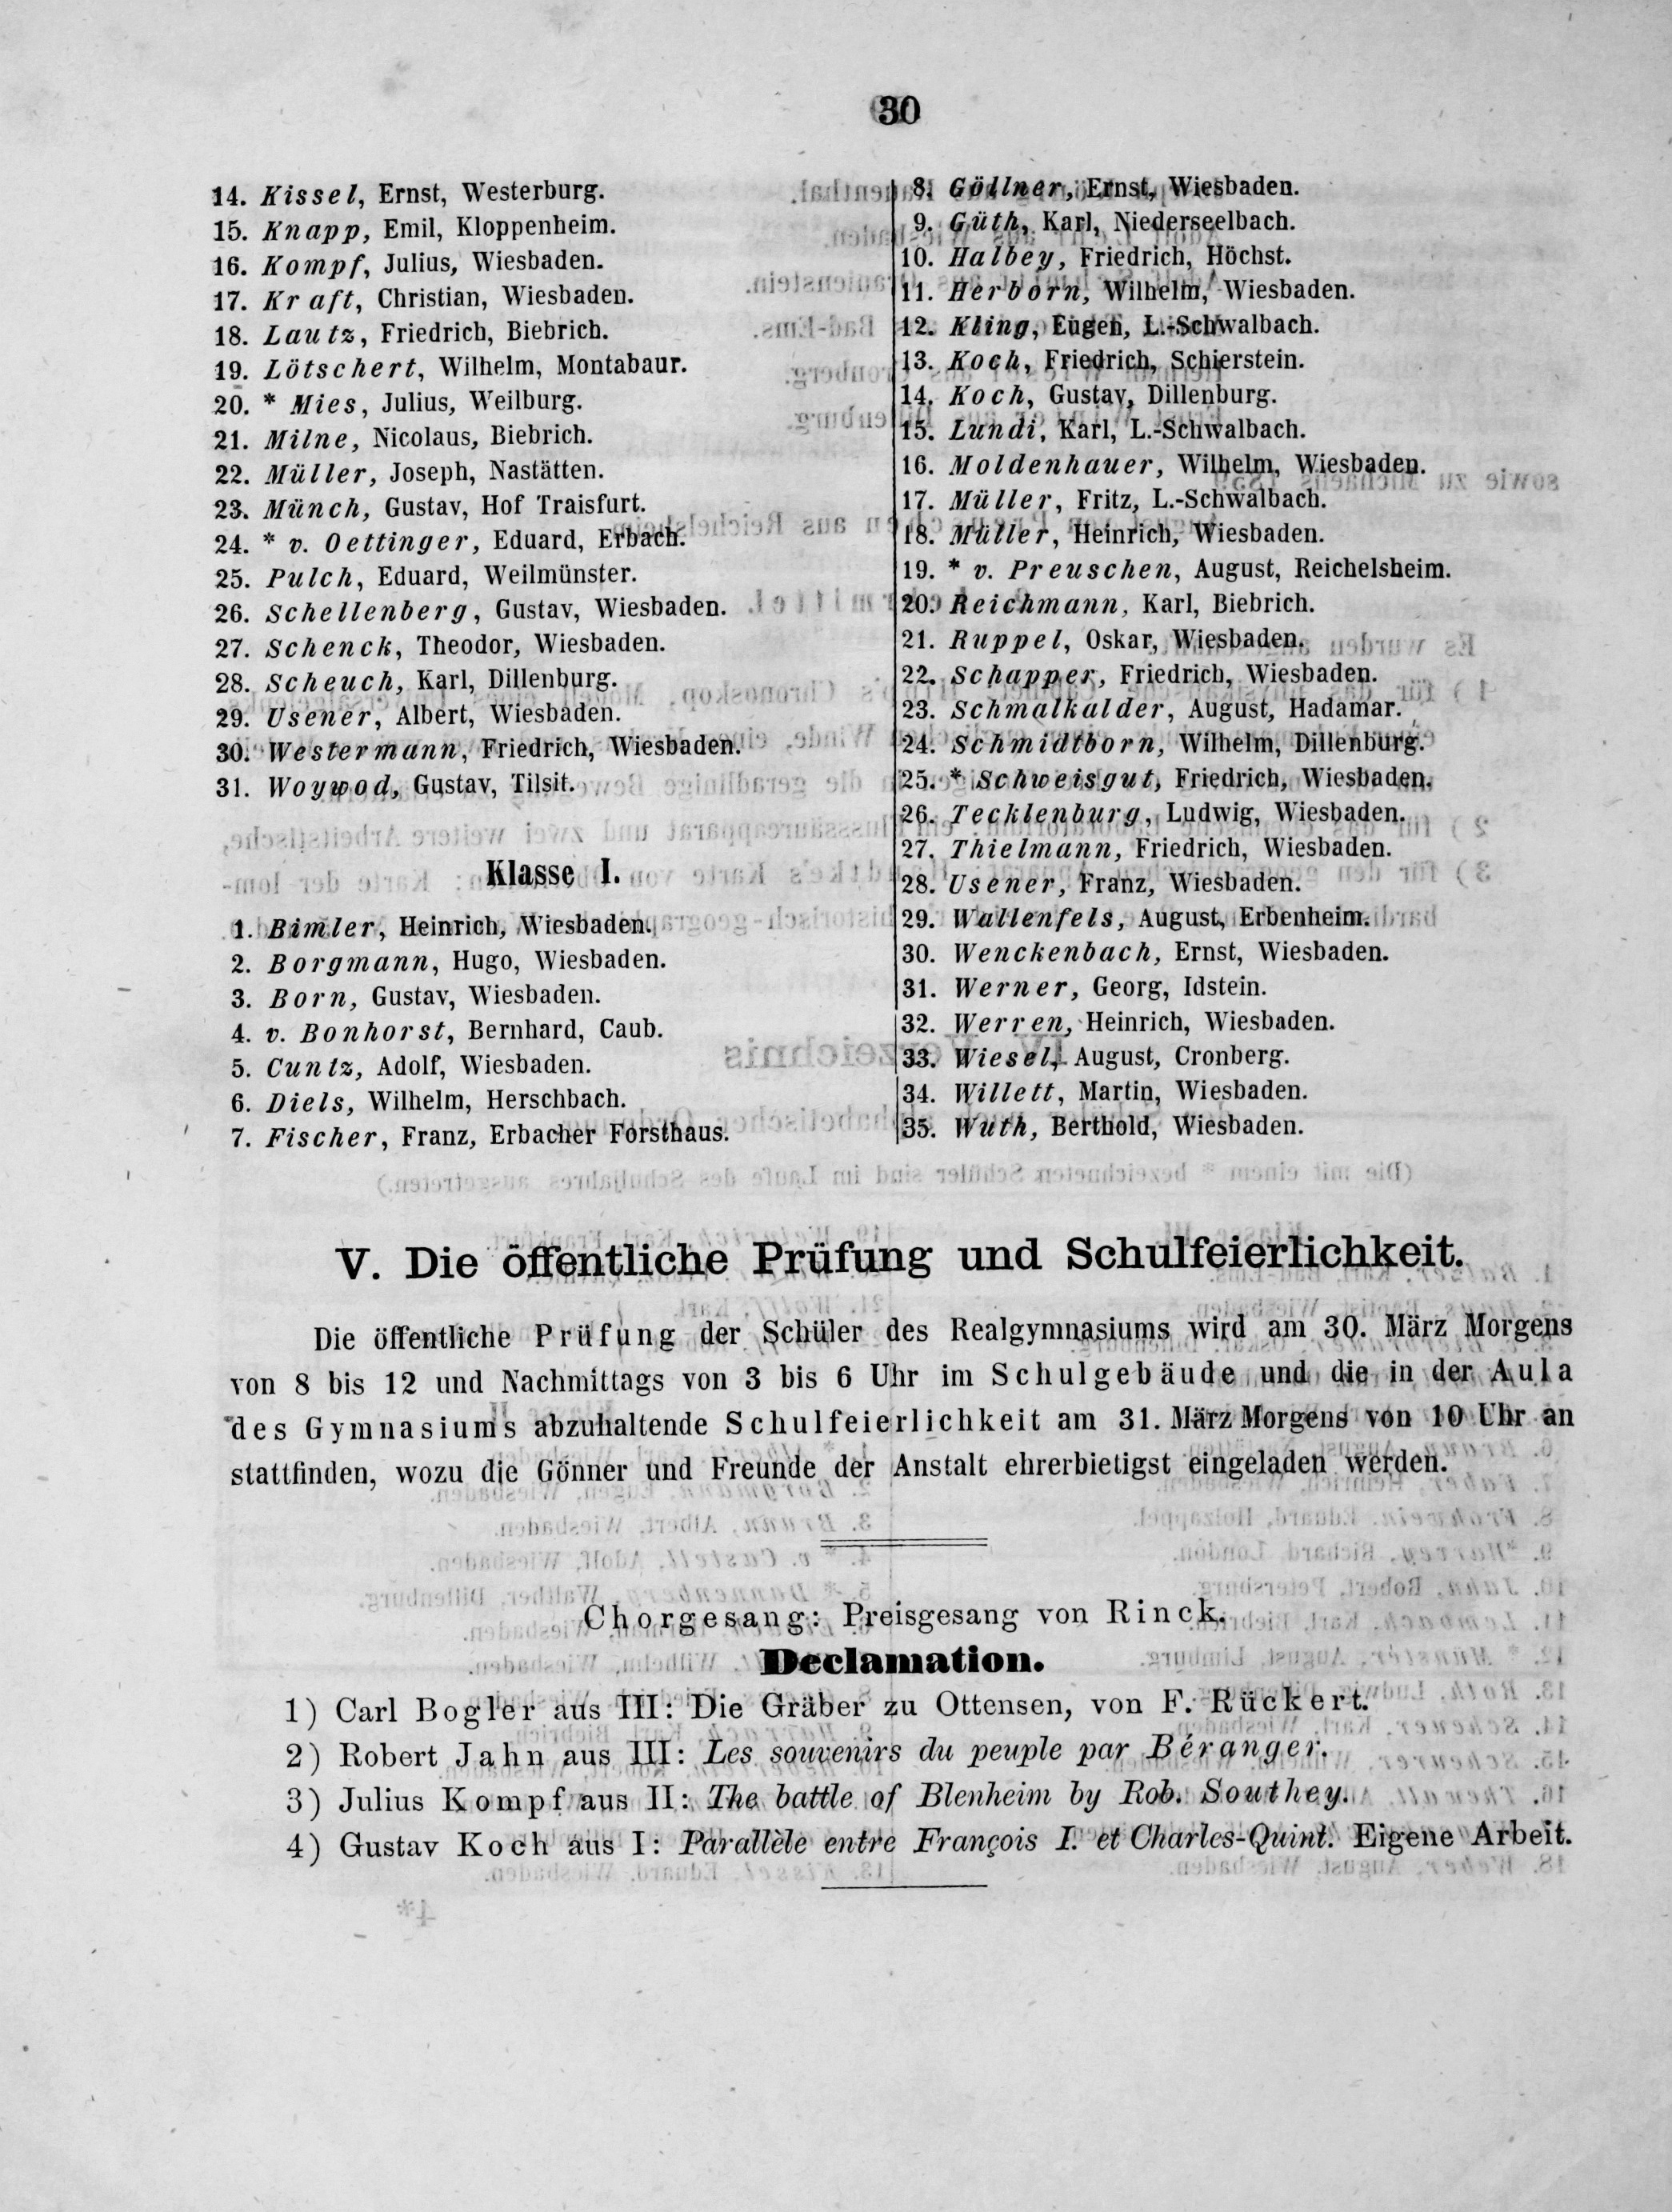 30
14. Kissel, Ernst, Westerburg.
15. Knapp, Emil, Kloppenheim.
16. Kompf, Julius, Wiesbaden.
17. Kraft, Christian, Wiesbaden.
18. Lautz, Friedrich, Biebrich.
19. Lötschert, Wilhelm, Montabaur.
20. * Mies, Julius, Weilburg.
21. Milne, Nicolaus, Biebrich.
22. Müller, Joseph, Nastätten.
23. Münch, Gustav, Hof Traisfurt.
24. * v. Oettinger, Eduard, Erbach.
25. Pulch, Eduard, Weilmünster.
26. Schellenberg, Gustav, Wiesbaden.
27. Schenck, Theodor, Wiesbaden.
28. Scheuch, Karl, Dillenburg.
29. Usener, Albert, Wiesbaden.
30. Westermann, Friedrich, Wiesbaden.
31. Woywod, Gustav, Tilsit.
Klasse I.
1. Bimler, Heinrich, Wiesbaden.
2. Borgmann, Hugo, Wiesbaden.
3. Born, Gustav, Wiesbaden.
4. v. Bonhorst, Bernhard, Caub.
5. Cuntz, Adolf, Wiesbaden.
6. Diels, Wilhelm, Herschbach.
7. Fischer, Franz, Erbacher Forsthaus.
8. Göllner, Ernst, Wiesbaden.
9. Güth, Karl, Niederseelbach.
10. Halbey, Friedrich, Höchst.
11. Herborn, Wilhelm, Wiesbaden.
12. Kling, Eugen, L.-Schwalbach.
13. Koch, Friedrich, Schierstein.
14. Koch, Gustav, Dillenburg.
15. Lundi, Karl, L.-Schwalbach.
16. Moldenhauer, Wilhelm, Wiesbaden.
17. Müller, Fritz, L.-Schwalbach.
18. Müller, Heinrich, Wiesbaden.
19. * v. Preuschen, August, Reichelsheim.
20. Reichmann, Karl, Biebrich.
21. Ruppel, Oskar, Wiesbaden.
22. Schapper, Friedrich, Wiesbaden.
23. Schmalkalder, August, Hadamar.
24. Schmidtborn, Wilhelm, Dillenburg.
25. * Schweisgut, Friedrich, Wiesbaden.
26. Tecklenburg, Ludwig, Wiesbaden.
27. Thielmann, Friedrich, Wiesbaden.
28. Usener, Franz, Wiesbaden.
29. Wallenfels, August, Erbenheim.
30. Wenckenbach, Ernst, Wiesbaden.
31. Werner, Georg, Idstein.
32. Werren, Heinrich, Wiesbaden.
33. Wiesel, August, Cronberg.
34. Willett, Martin, Wiesbaden.
35. Wuth, Berthold, Wiesbaden.
V. Die öffentliche Prüfung und Schulfeierlichkeit.
Die öffentliche Prüfung der Schüler des Realgymnasiums wird am 30. März Morgens
von 8 bis 12 und Nachmittags von 3 bis 6 Uhr im Schulgebäude und die in der Aula
des Gymnasiums abzuhaltende Schulfeierlichkeit am 31. März Morgens von 10 Uhr an
stattfinden, wozu die Gönner und Freunde der Anstalt ehrerbietigst eingeladen werden.
Chorgesang: Preisgesang von Rinck.
Declamation.
1) Carl Bogler aus III: Die Gräber zu Ottensen, von F. Rückert.
2) Robert Jahn aus III: Les souvenirs du peuple par Béranger.
3) Julius Kompf aus II: The battle of Blenheim by Rob. Southey.
4) Gustav Koch aus I: Parallèle entre François I. et Charles-Quint. Eigene Arbeit.